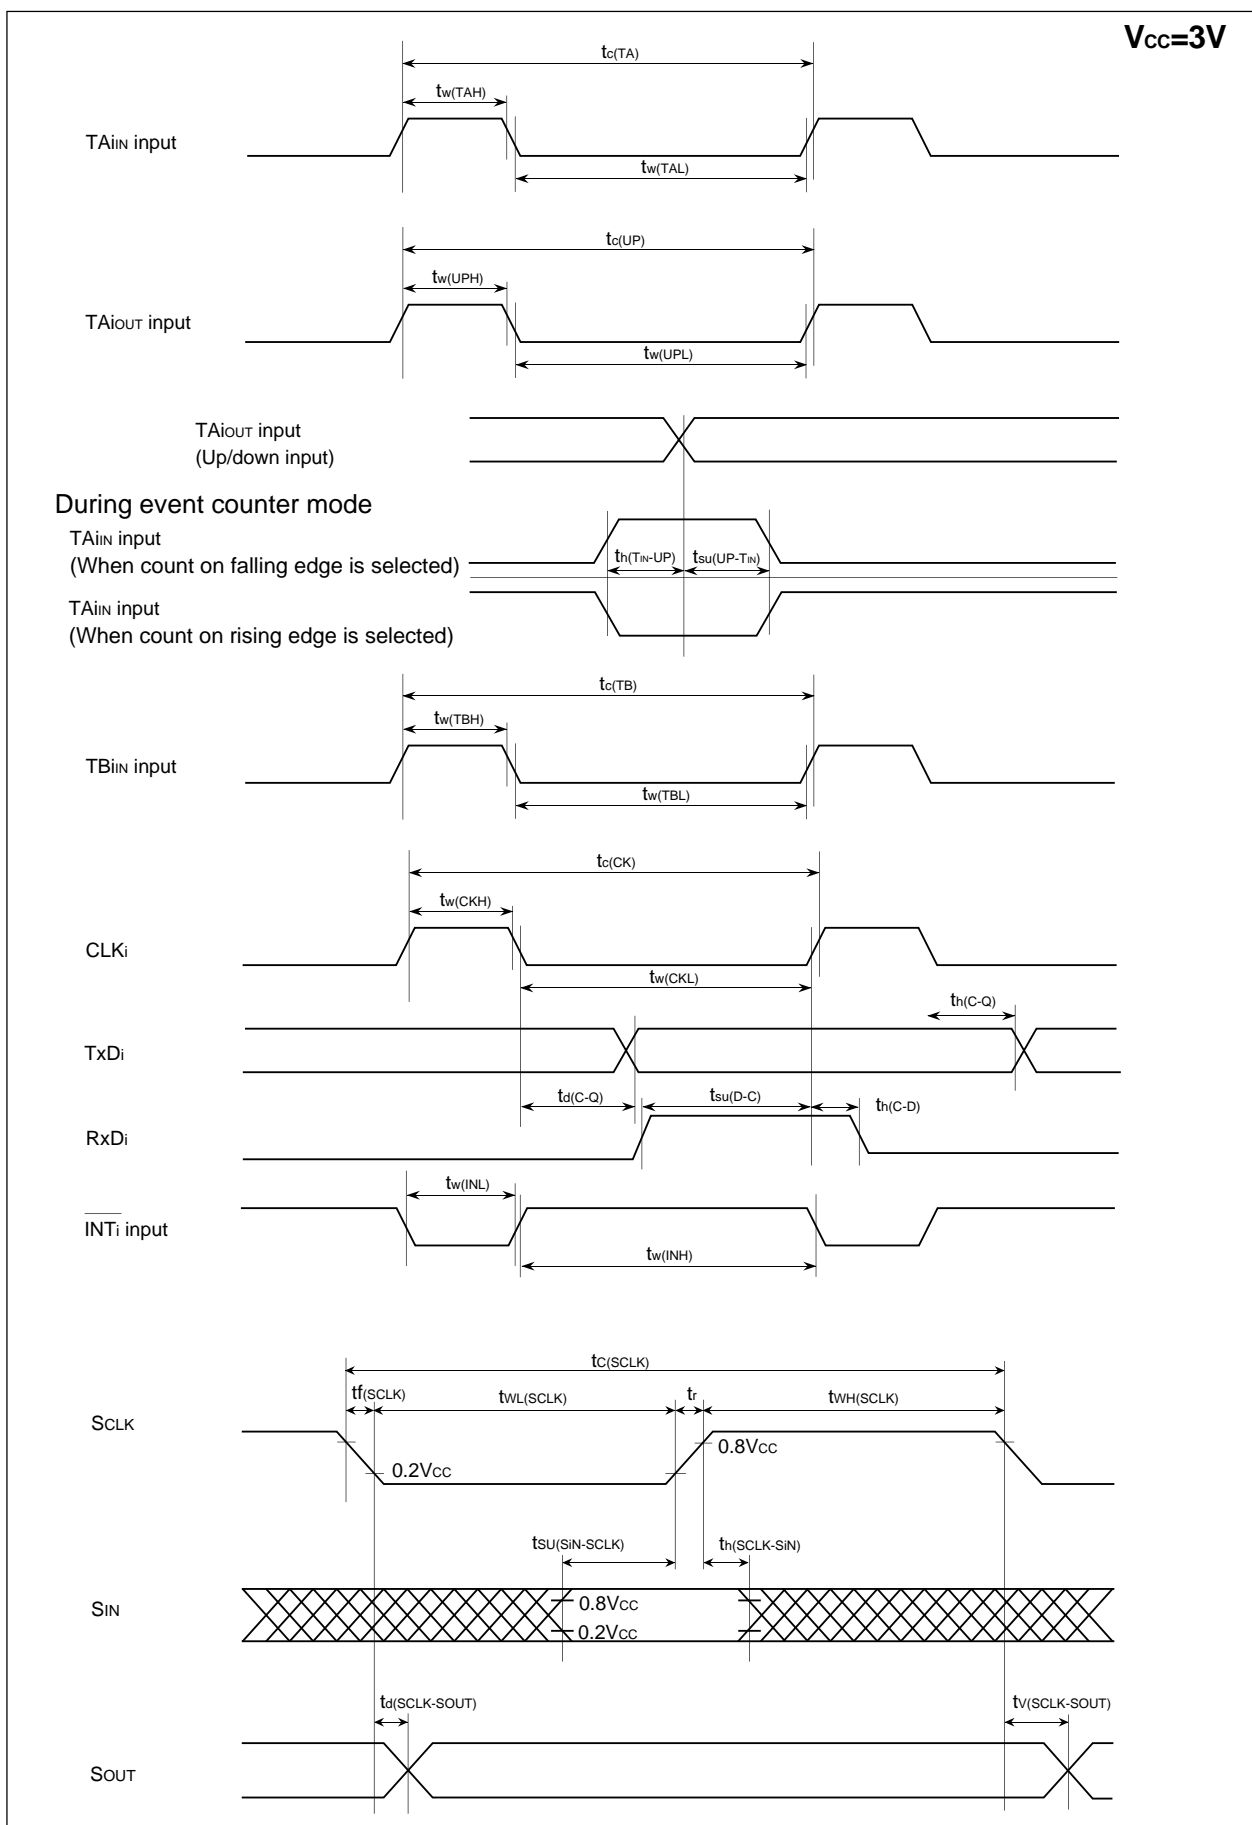 VCC=3V
tc(TA)
tw(TAH)
TAiIN input
tw(TAL)
tc(UP)
tw(UPH)
TAiOUT input
tw(UPL)
TAiOUT input
(Up/down input)
During event counter mode
TAiIN input
(When count on falling edge is selected)
th(TIN-UP) tsu(UP-TIN)
TAiIN input
(When count on rising edge is selected)
tc(TB)
tw(TBH)
TBiIN input
tw(TBL)
tc(CK)
tw(CKH)
CLKi
tw(CKL)
th(C-Q)
TxDi
td(C-Q) tsu(D-C) th(C-D)
RxDi
tw(INL)
INTi input
tw(INH)
tC(SCLK)
tf(SCLK) tWL(SCLK) tr tWH(SCLK)
SCLK
0.8VCC
0.2VCC
tSU(SiN-SCLK) th(SCLK-SiN)
SIN
0.8VCC
0.2VCC
td(SCLK-SOUT) tV(SCLK-SOUT)
SOUT